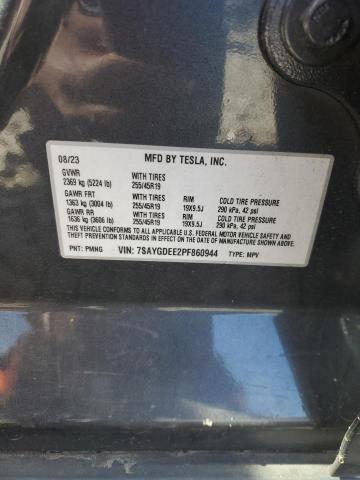 08/23 MFD BY TESLA, INC.
GVWR
2369 kg (5224 lb) WITH TIRES 255/45R19
GAWR FRT WITH TIRES RIM COLD TIRE PRESSURE
1363 kg (3004 lb) 255/45R19 19X9.5J 290 kPa, 42 psi
GAWR RR WITH TIRES RIM COLD TIRE PRESSURE
1636 kg (3606 lb) 255/45R19 19X9.5J 290 kPa, 42 psi
THIS VEHICLE CONFORMS TO ALL APPLICABLE U.S. FEDERAL MOTOR VEHICLE SAFETY
AND THEFT PREVENTION STANDARDS IN EFFECT ON THE DATE OF MANUFACTURE SHOWN ABOVE.
PNT: PMNG VIN: 7SAYGDEE2PF860944 TYPE: MPV